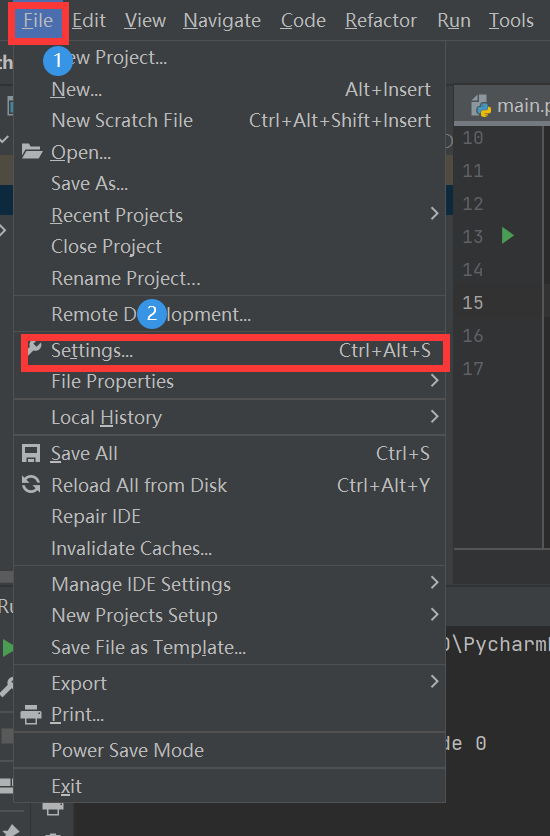 File Edit View Navigate Code Refactor Run Tools
1
New Project...
New... Alt+Insert
main.p
New Scratch File Ctrl+Alt+Shift+Insert
10
Open...
11
Save As...
12
Recent Projects
13
Close Project
14
Rename Project...
15
Remote Development...
2
16
Settings... Ctrl+Alt+S
17
File Properties
Local History
Save All Ctrl+S
Reload All from Disk Ctrl+Alt+Y
Repair IDE
Invalidate Caches...
Manage IDE Settings
Ru
New Projects Setup
Save File as Template...
\Pycharm
Export
Print...
de 0
Power Save Mode
Exit